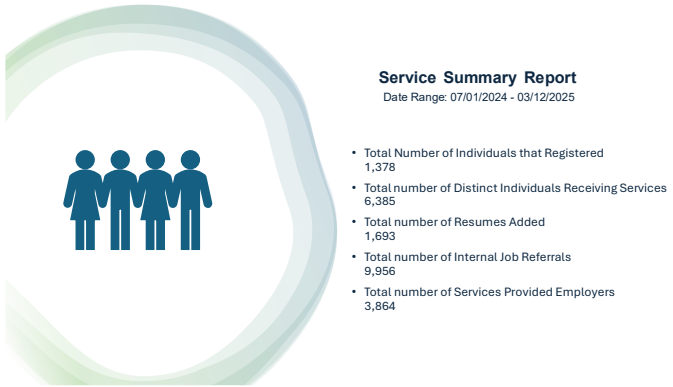 Service Summary Report
Date Range: 07/01/2024 - 03/12/2025
• Total Number of Individuals that Registered
1,378
• Total number of Distinct Individuals Receiving Services
6,385
• Total number of Resumes Added
1,693
• Total number of Internal Job Referrals
9,956
• Total number of Services Provided Employers
3,864